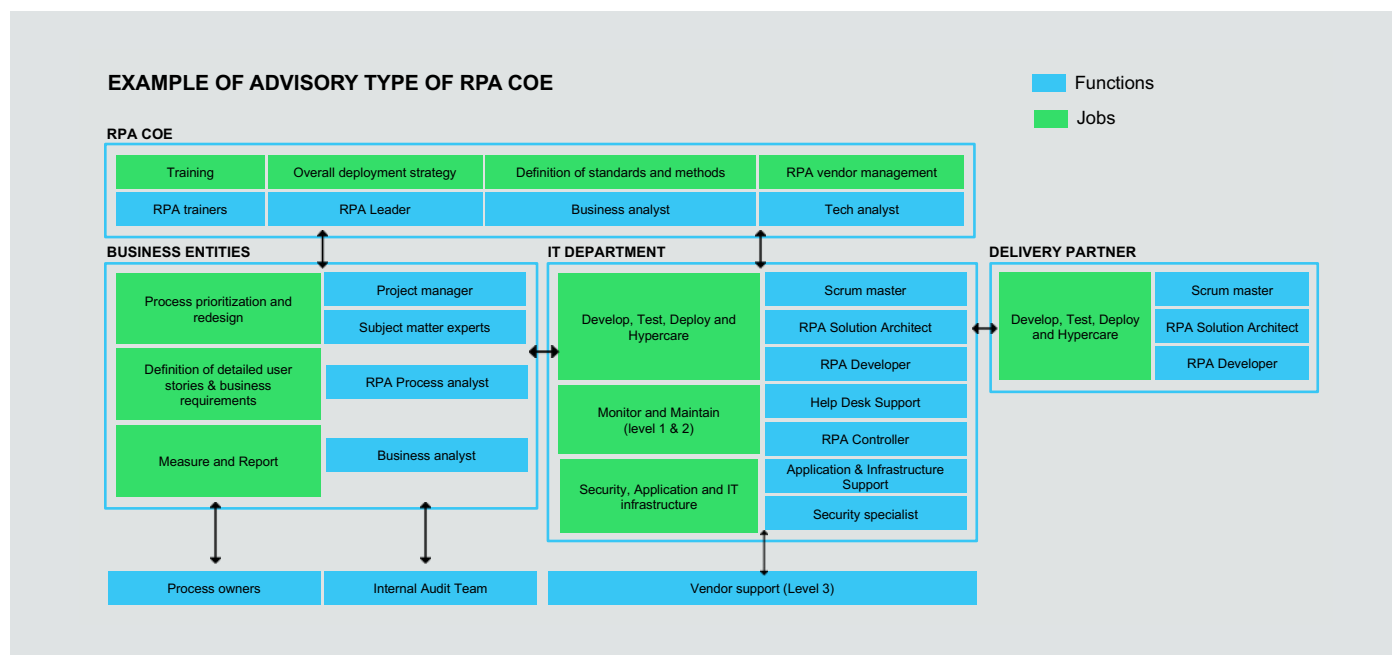 EXAMPLE OF ADVISORY TYPE OF RPA COE
Functions
Jobs
RPA COE
Training
Overall deployment strategy
Definition of standards and methods
RPA vendor management
RPA trainers
RPA Leader
Business analyst
Tech analyst
BUSINESS ENTITIES
Process prioritization and
redesign
Project manager
Subject matter experts
Definition of detailed user
stories & business
requirements
RPA Process analyst
Measure and Report
Business analyst
IT DEPARTMENT
Develop, Test, Deploy and
Hypercare
Scrum master
RPA Solution Architect
RPA Developer
Monitor and Maintain
(level 1 & 2)
Help Desk Support
RPA Controller
Security, Application and IT
infrastructure
Application & Infrastructure
Support
Security specialist
DELIVERY PARTNER
Develop, Test, Deploy
and Hypercare
Scrum master
RPA Solution Architect
RPA Developer
Process owners
Internal Audit Team
Vendor support (Level 3)